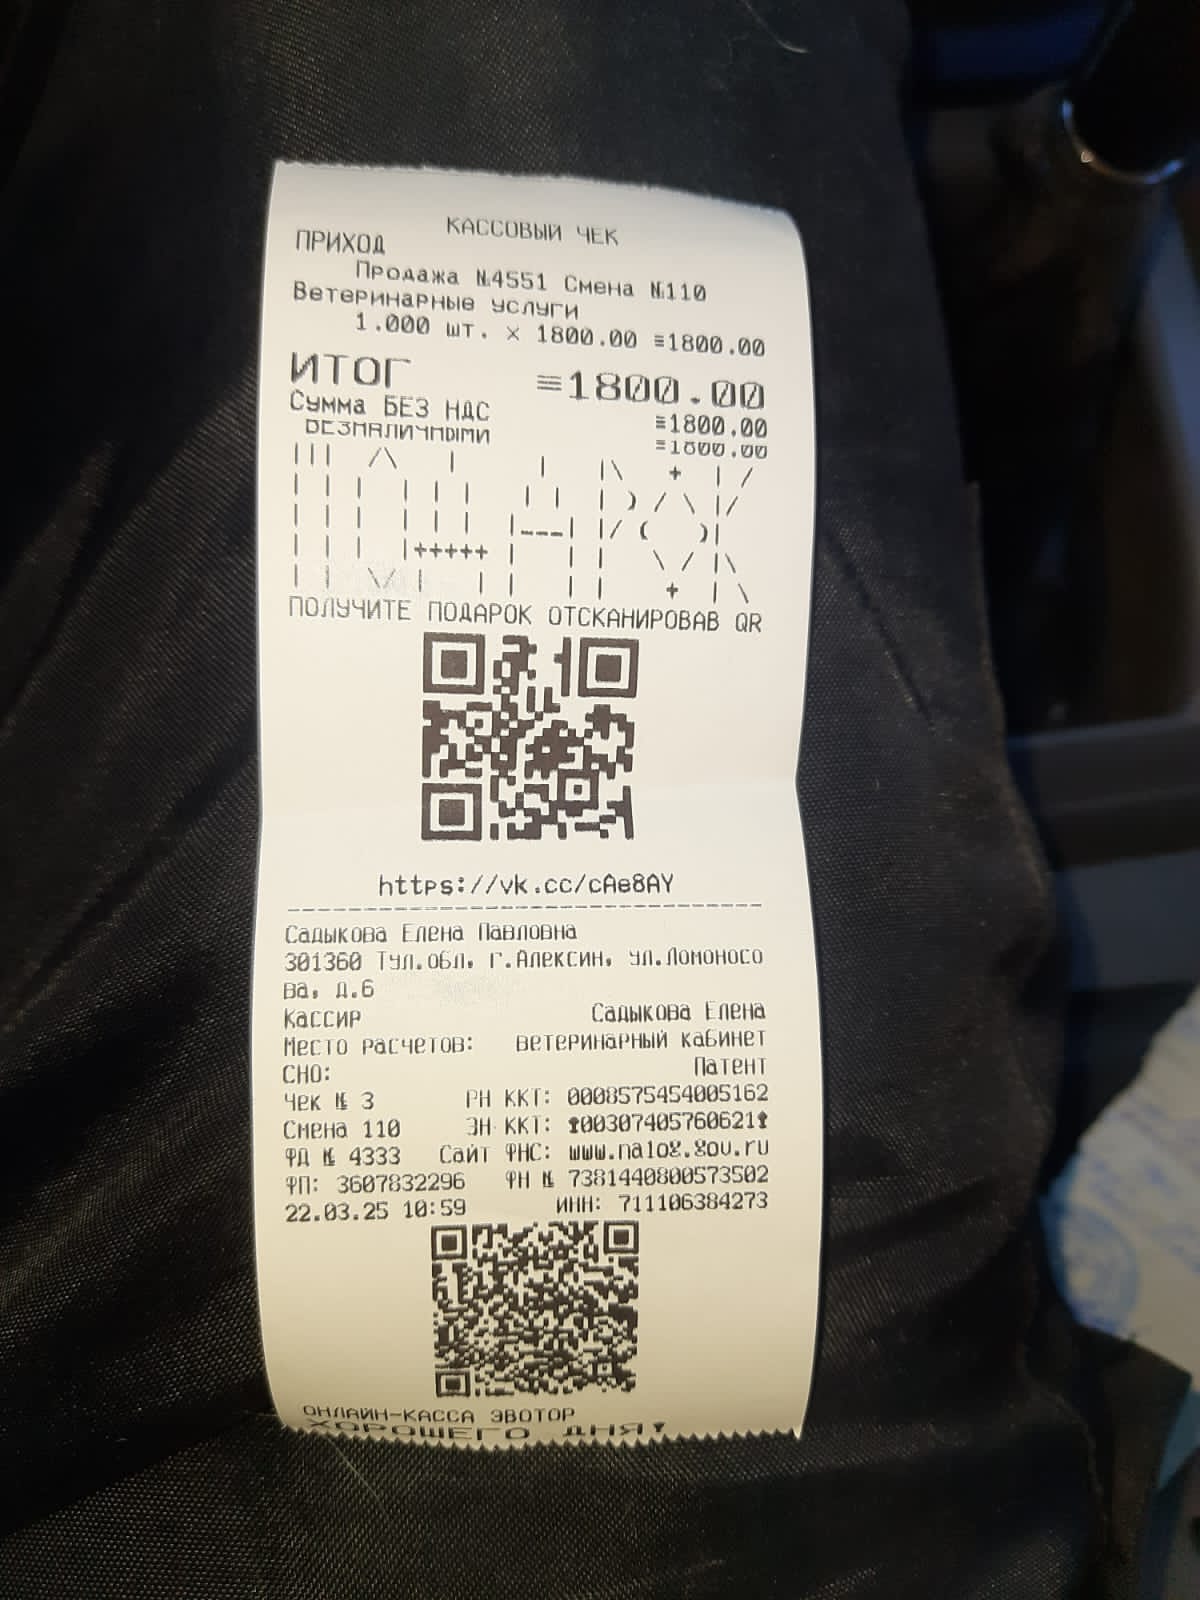 КАССОВЫЙ ЧЕК
ПРИХОД
Продажа №4551 Смена №110
Ветеринарные услуги
1.000 шт. x 1800.00 ≡1800.00
ИТОГ ≡1800.00
Сумма БЕЗ НДС ≡1800.00
БЕЗНАЛИЧНЫМИ ≡1800.00
ПОЛУЧИТЕ ПОДАРОК ОТСКАНИРОВАВ QR
https://vk.cc/cAe8AY
Садыкова Елена Павловна
301360 Тул.обл, г.Алексин, ул.Ломоносо
ва, д.6
Кассир Садыкова Елена
Место расчетов: ветеринарный кабинет
СНО: Патент
Чек № 3 РН ККТ: 0008575454005162
Смена 110 ЗН ККТ: 00307405760621
ФД № 4333 Сайт ФНС: www.nalog.gov.ru
ФП: 3607832296 ФН № 7381440800573502
22.03.25 10:59 ИНН: 711106384273
ОНЛАЙН-КАССА ЭВОТОР
ХОРОШЕГО ДНЯ!